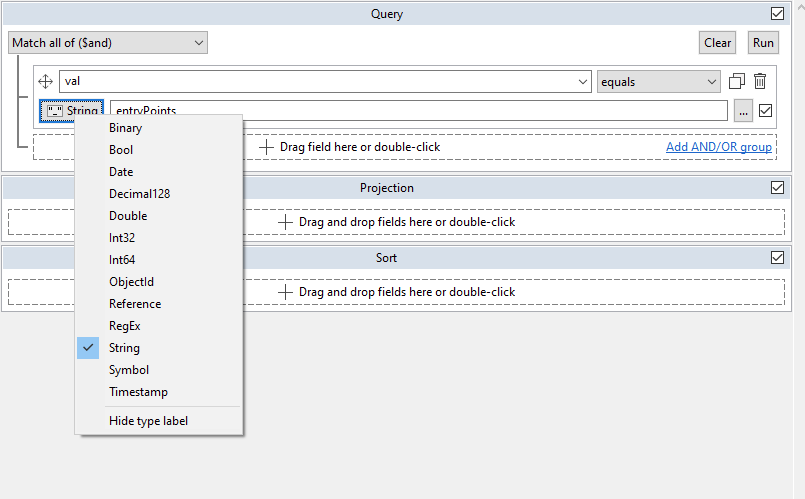 Query
Match all of ($and)
Clear
Run
val
equals
String
entryPoints
...
Drag field here or double-click
Add AND/OR group
Binary
Bool
Date
Decimal128
Double
Int32
Int64
ObjectId
Reference
RegEx
String
Symbol
Timestamp
Hide type label
Projection
Drag and drop fields here or double-click
Sort
Drag and drop fields here or double-click